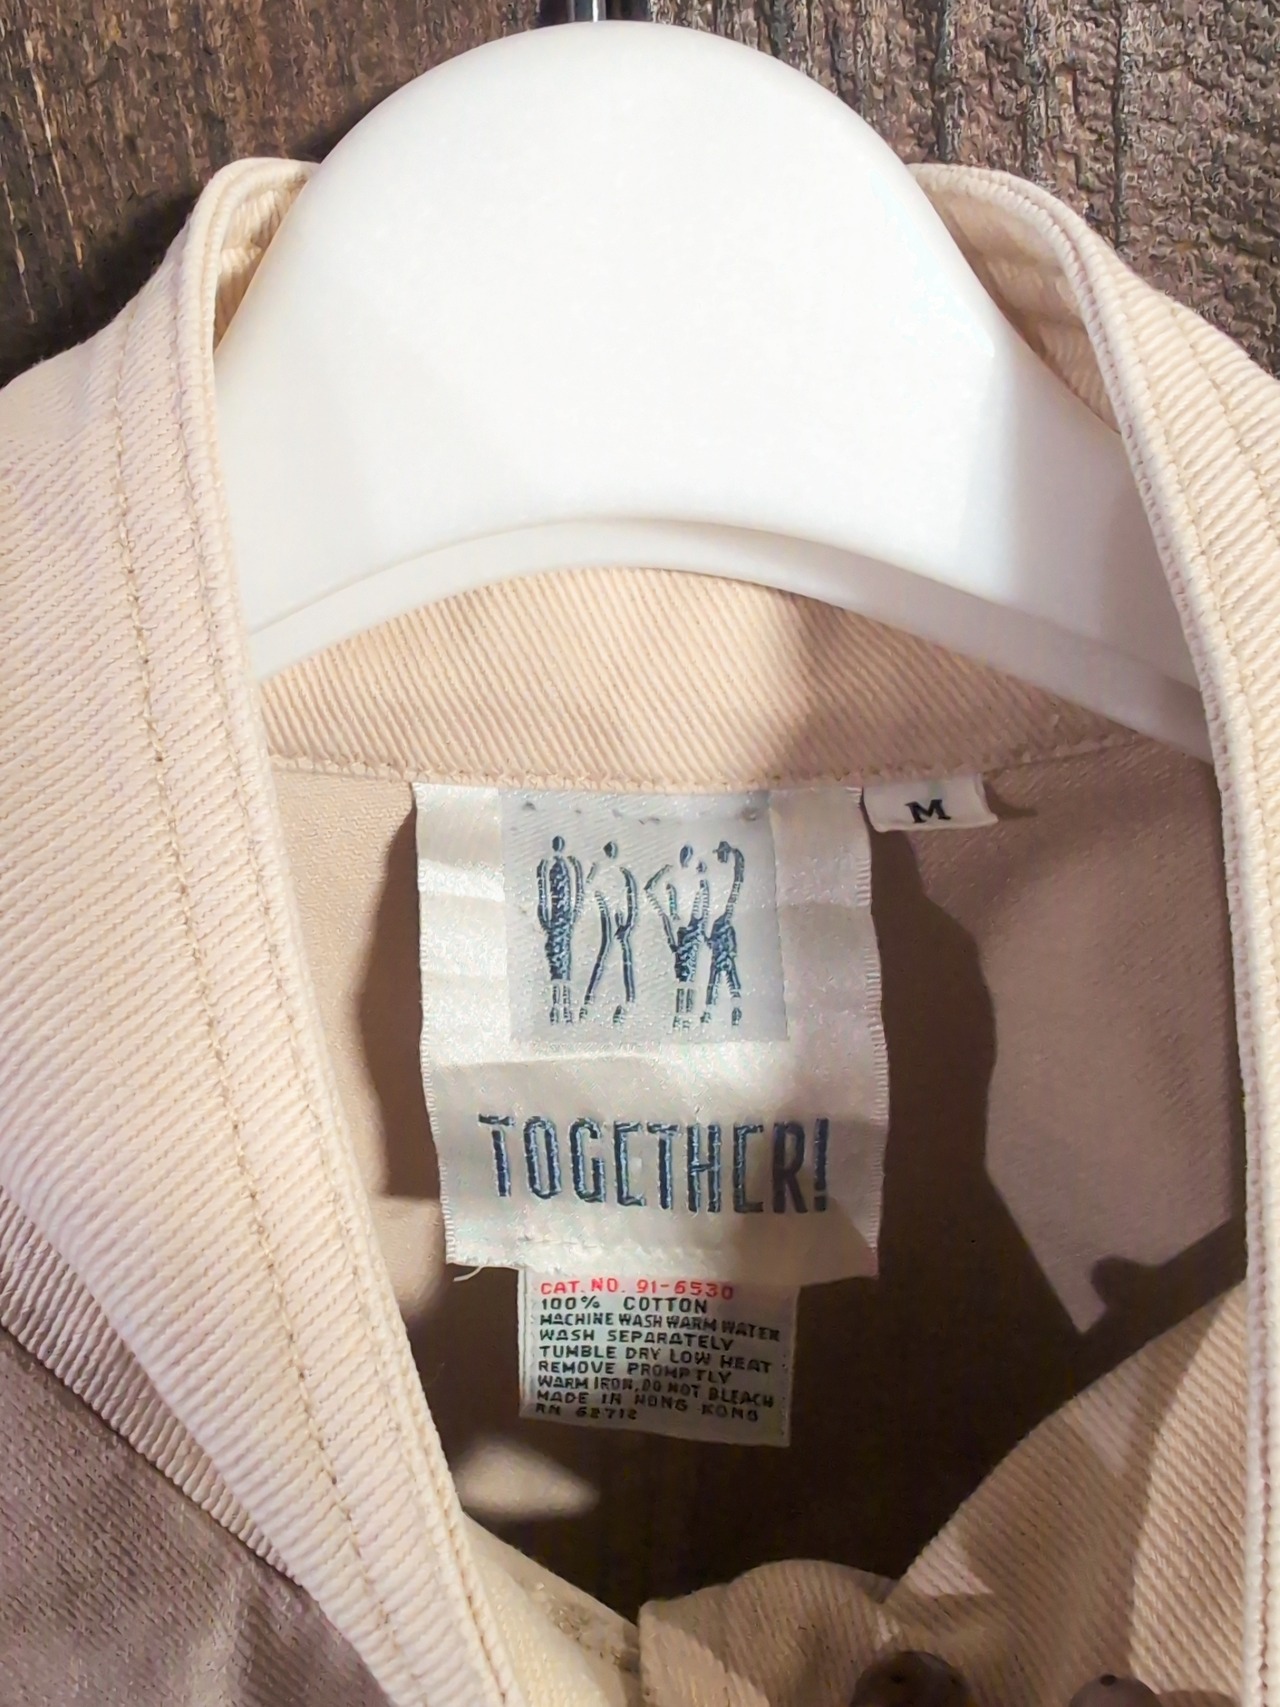 M
TOGETHER!
CAT. NO. 91-6530
100% COTTON
MACHINE WASH WARM WATER
WASH SEPARATELY
TUMBLE DRY LOW HEAT
REMOVE PROMPTLY
WARM IRON, DO NOT BLEACH
MADE IN HONG KONG
RN 62712